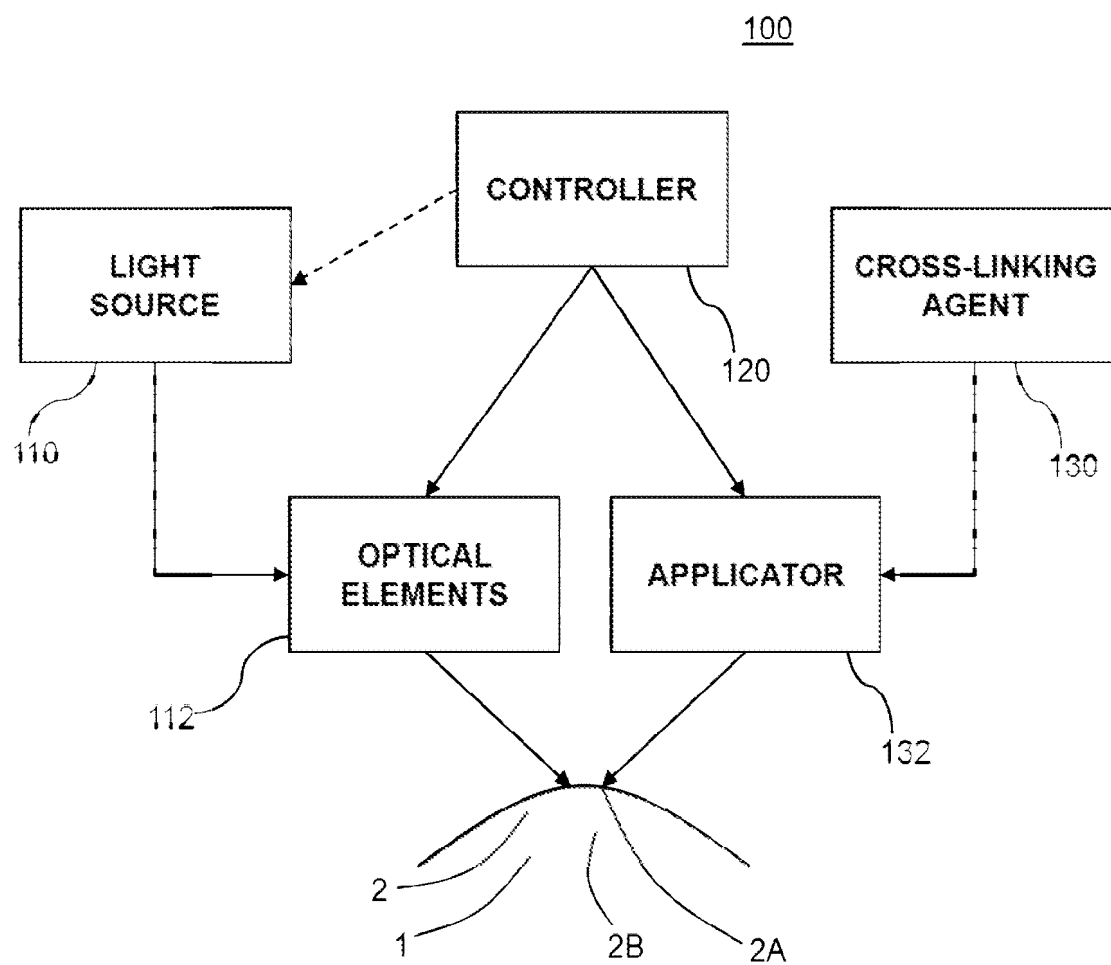 100
CONTROLLER
LIGHT
SOURCE
CROSS-LINKING
AGENT
120
110
130
OPTICAL
ELEMENTS
APPLICATOR
112
132
2
1
2B
2A